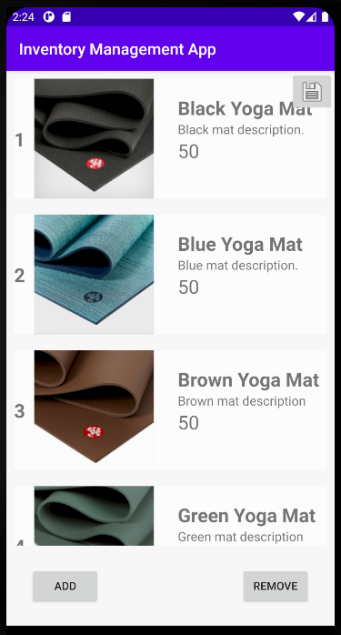 2:24
Inventory Management App
1
Black Yoga Mat
Black mat description.
50
2
Blue Yoga Mat
Blue mat description.
50
3
Brown Yoga Mat
Brown mat description
50
4
Green Yoga Mat
Green mat description
ADD
REMOVE